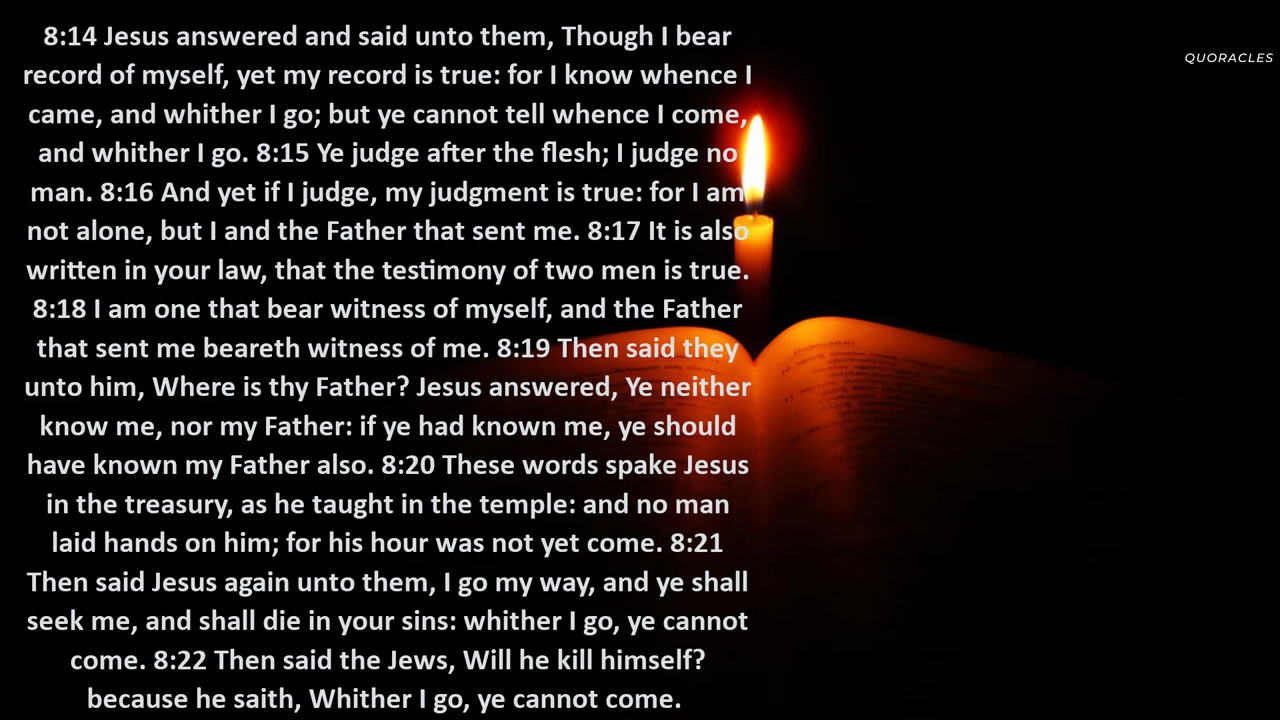 8:14 Jesus answered and said unto them, Though I bear
record of myself, yet my record is true: for I know whence I
came, and whither I go; but ye cannot tell whence I come,
and whither I go. 8:15 Ye judge after the flesh; I judge no
man. 8:16 And yet if I judge, my judgment is true: for I am
not alone, but I and the Father that sent me. 8:17 It is also
written in your law, that the testimony of two men is true.
8:18 I am one that bear witness of myself, and the Father
that sent me beareth witness of me. 8:19 Then said they
unto him, Where is thy Father? Jesus answered, Ye neither
know me, nor my Father: if ye had known me, ye should
have known my Father also. 8:20 These words spake Jesus
in the treasury, as he taught in the temple: and no man
laid hands on him; for his hour was not yet come. 8:21
Then said Jesus again unto them, I go my way, and ye shall
seek me, and shall die in your sins: whither I go, ye cannot
come. 8:22 Then said the Jews, Will he kill himself?
because he saith, Whither I go, ye cannot come.
QUORACLES